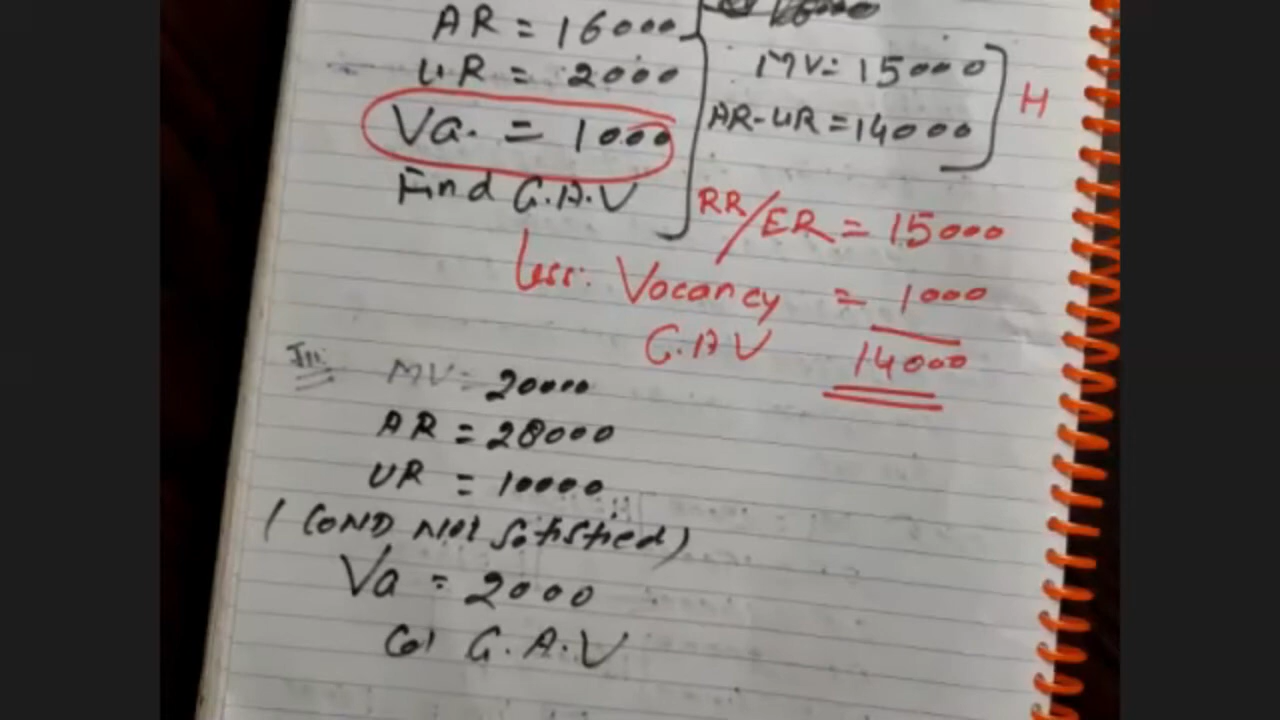 AR = 16000
UR = 2000
Va. = 1000
Find G.A.V
MV = 15000
AR-UR = 14000
H
RR/ER = 15000
Less: Vocancy = 1000
G.A.V 14000
MV = 20000
AR = 28000
UR = 10000
(COND Not Satisfied)
Va = 2000
Cal G.A.V